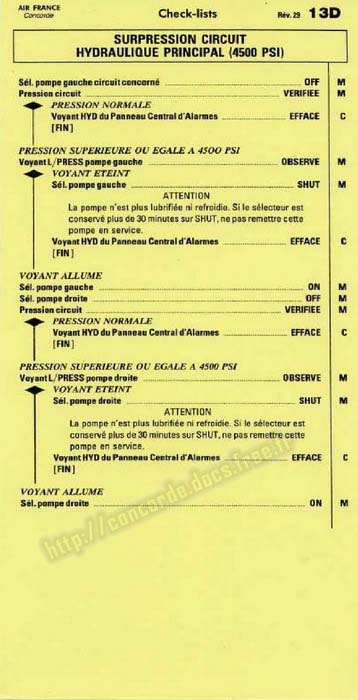 AIR FRANCE
Concorde
Check-lists
Rév. 29 13D
SURPRESSION CIRCUIT
HYDRAULIQUE PRINCIPAL (4500 PSI)
Sél. pompe gauche circuit concerné OFF M
Pression circuit VERIFIEE M
PRESSION NORMALE
Voyant HYD du Panneau Central d'Alarmes EFFACE C
[FIN]
PRESSION SUPERIEURE OU EGALE A 4500 PSI
Voyant L/PRESS pompe gauche OBSERVE M
VOYANT ETEINT
Sél. pompe gauche SHUT M
ATTENTION
La pompe n'est plus lubrifiée ni refroidie. Si le sélecteur est
conservé plus de 30 minutes sur SHUT, ne pas remettre cette
pompe en service.
Voyant HYD du Panneau Central d'Alarmes EFFACE C
[FIN]
VOYANT ALLUME
Sél. pompe gauche ON M
Sél. pompe droite OFF M
Pression circuit VERIFIEE M
PRESSION NORMALE
Voyant HYD du Panneau Central d'Alarmes EFFACE C
[FIN]
PRESSION SUPERIEURE OU EGALE A 4500 PSI
Voyant L/PRESS pompe droite OBSERVE M
VOYANT ETEINT
Sél. pompe droite SHUT M
ATTENTION
La pompe n'est plus lubrifiée ni refroidie. Si le sélecteur est
conservé plus de 30 minutes sur SHUT, ne pas remettre cette
pompe en service.
Voyant HYD du Panneau Central d'Alarmes EFFACE C
[FIN]
VOYANT ALLUME
Sél. pompe droite ON M
http://concorde.docs.free.fr